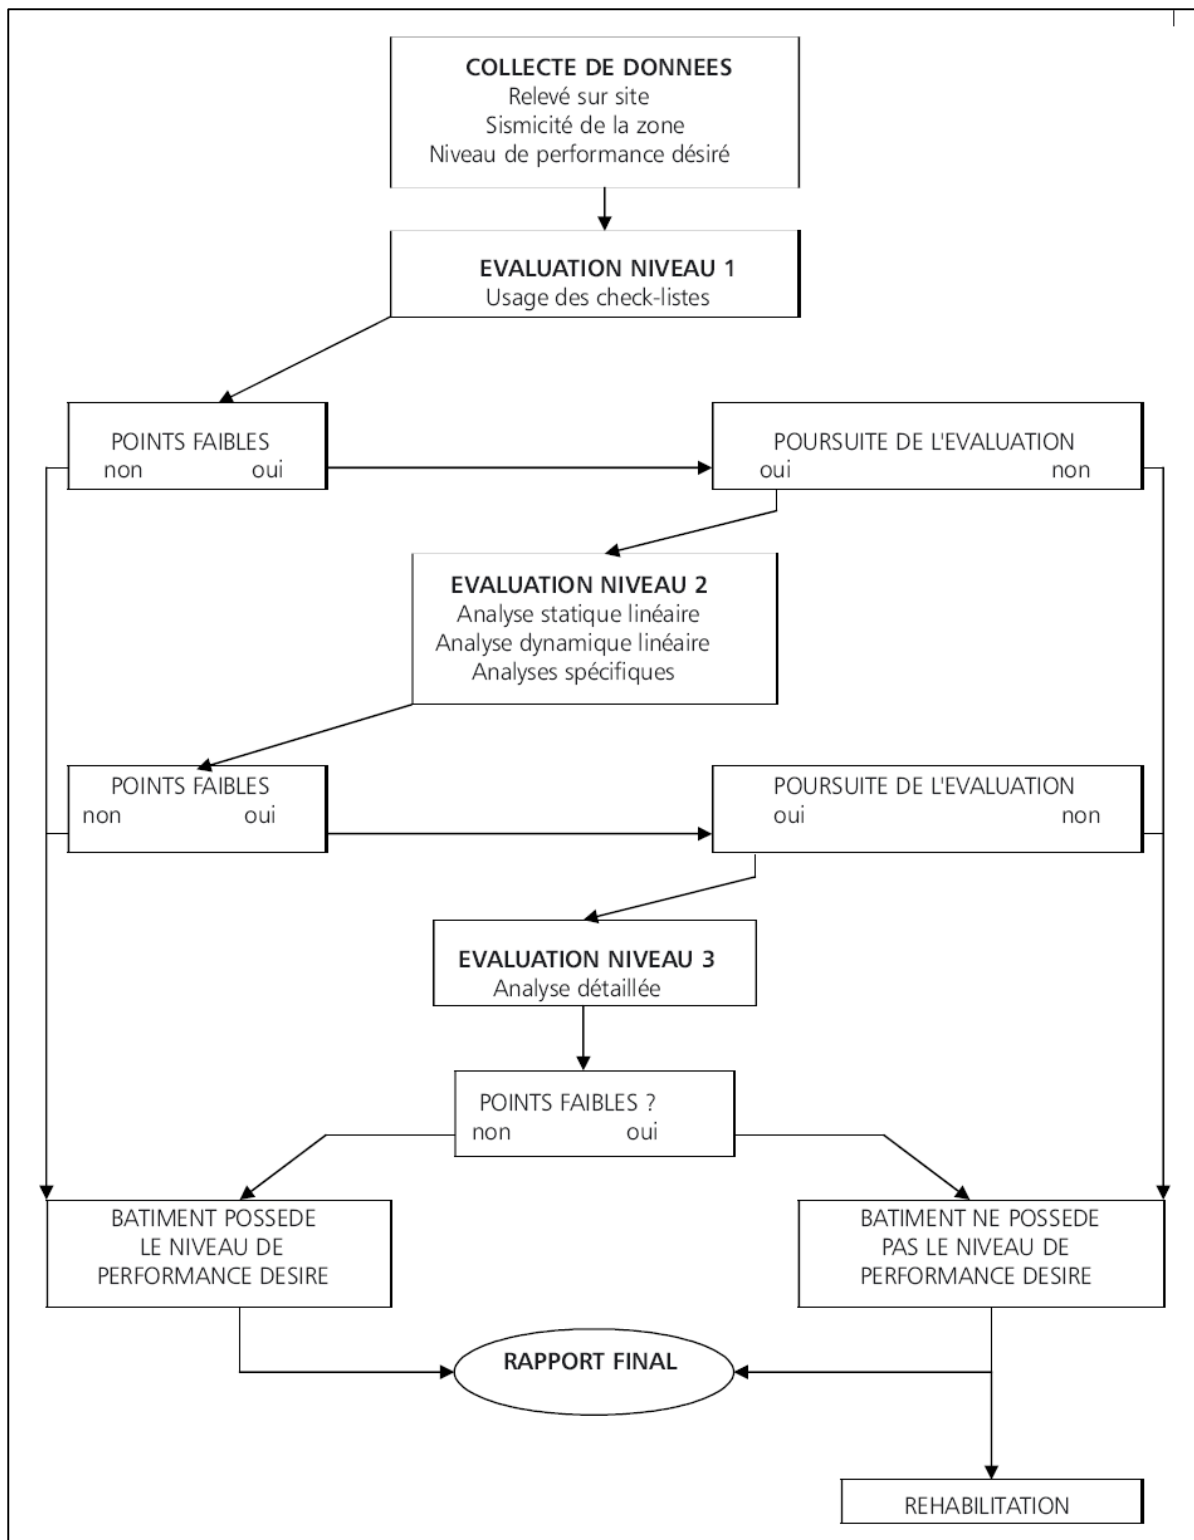 COLLECTE DE DONNEES
Relevé sur site
Sismicité de la zone
Niveau de performance désiré
EVALUATION NIVEAU 1
Usage des check-listes
POINTS FAIBLES
non oui
POURSUITE DE L'EVALUATION
oui non
EVALUATION NIVEAU 2
Analyse statique linéaire
Analyse dynamique linéaire
Analyses spécifiques
POINTS FAIBLES
non oui
POURSUITE DE L'EVALUATION
oui non
EVALUATION NIVEAU 3
Analyse détaillée
POINTS FAIBLES ?
non oui
BATIMENT POSSEDE
LE NIVEAU DE
PERFORMANCE DESIRE
BATIMENT NE POSSEDE
PAS LE NIVEAU DE
PERFORMANCE DESIRE
RAPPORT FINAL
REHABILITATION